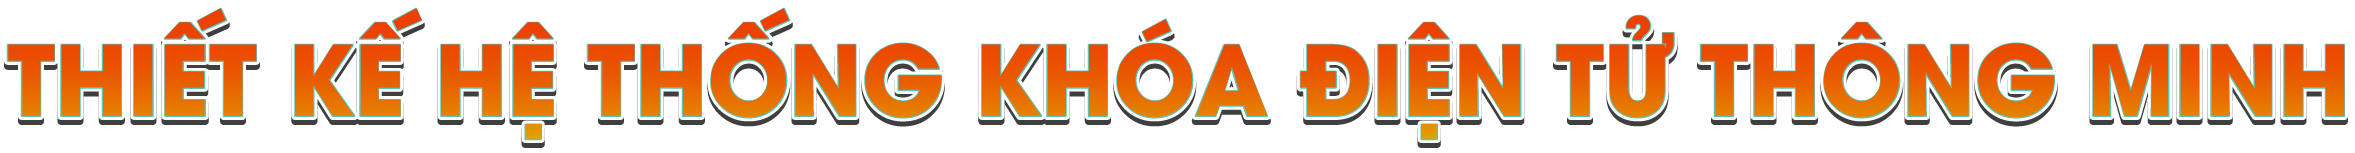 THIẾT KẾ HỆ THỐNG KHÓA ĐIỆN TỬ THÔNG MINH